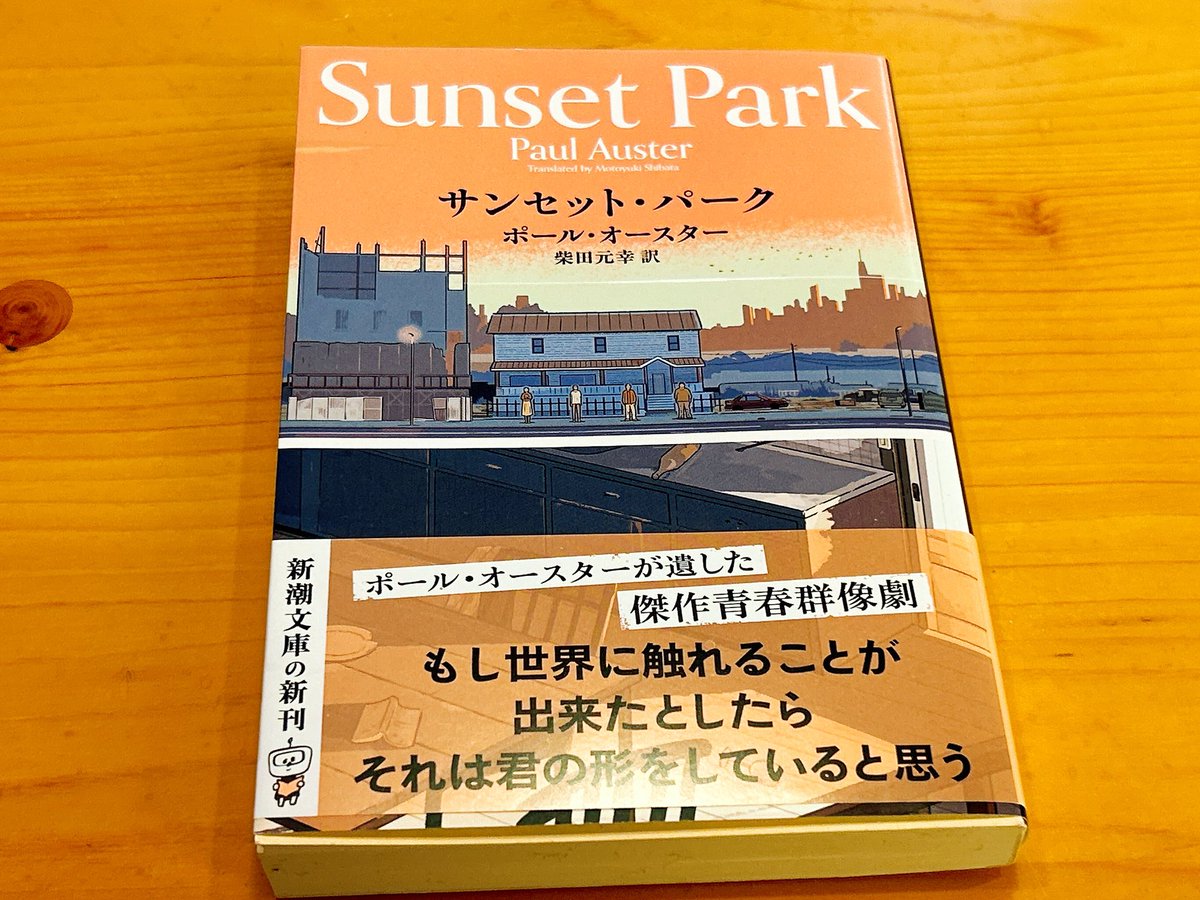 Sunset Park
Paul Auster
Translated by Motoyuki Shibata
サンセット・パーク
ポール・オースター
柴田元幸 訳
新潮文庫の新刊
ポール・オースターが遺した
傑作青春群像劇
もし世界に触れることが
出来たとしたら
それは君の形をしていると思う